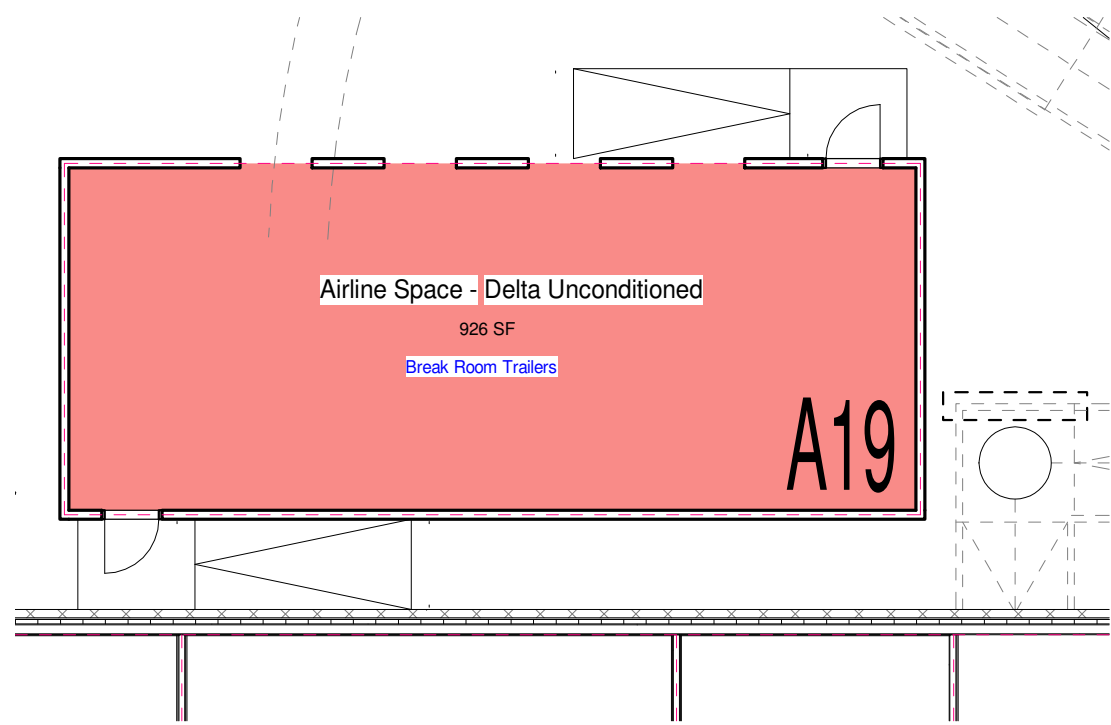 Airline Space - Delta Unconditioned
926 SF
Break Room Trailers
A19